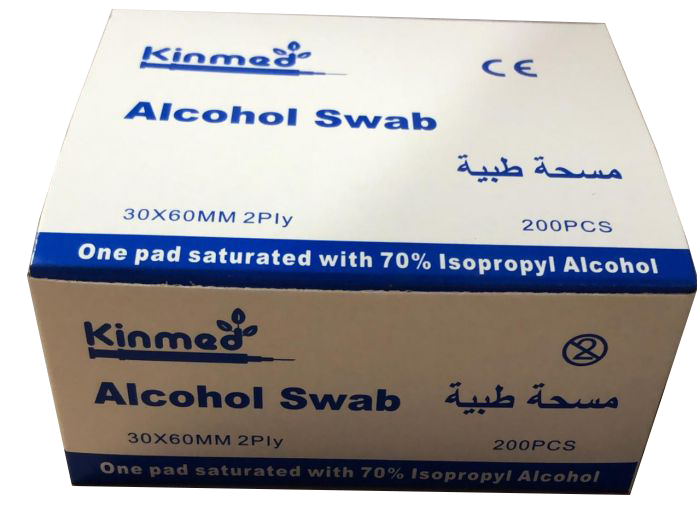 Kinmed
CE
Alcohol Swab
مسحة طبية
30X60MM 2Ply
200PCS
One pad saturated with 70% Isopropyl Alcohol
Kinmed
2
Alcohol Swab
مسحة طبية
30X60MM 2Ply
200PCS
One pad saturated with 70% Isopropyl Alcohol